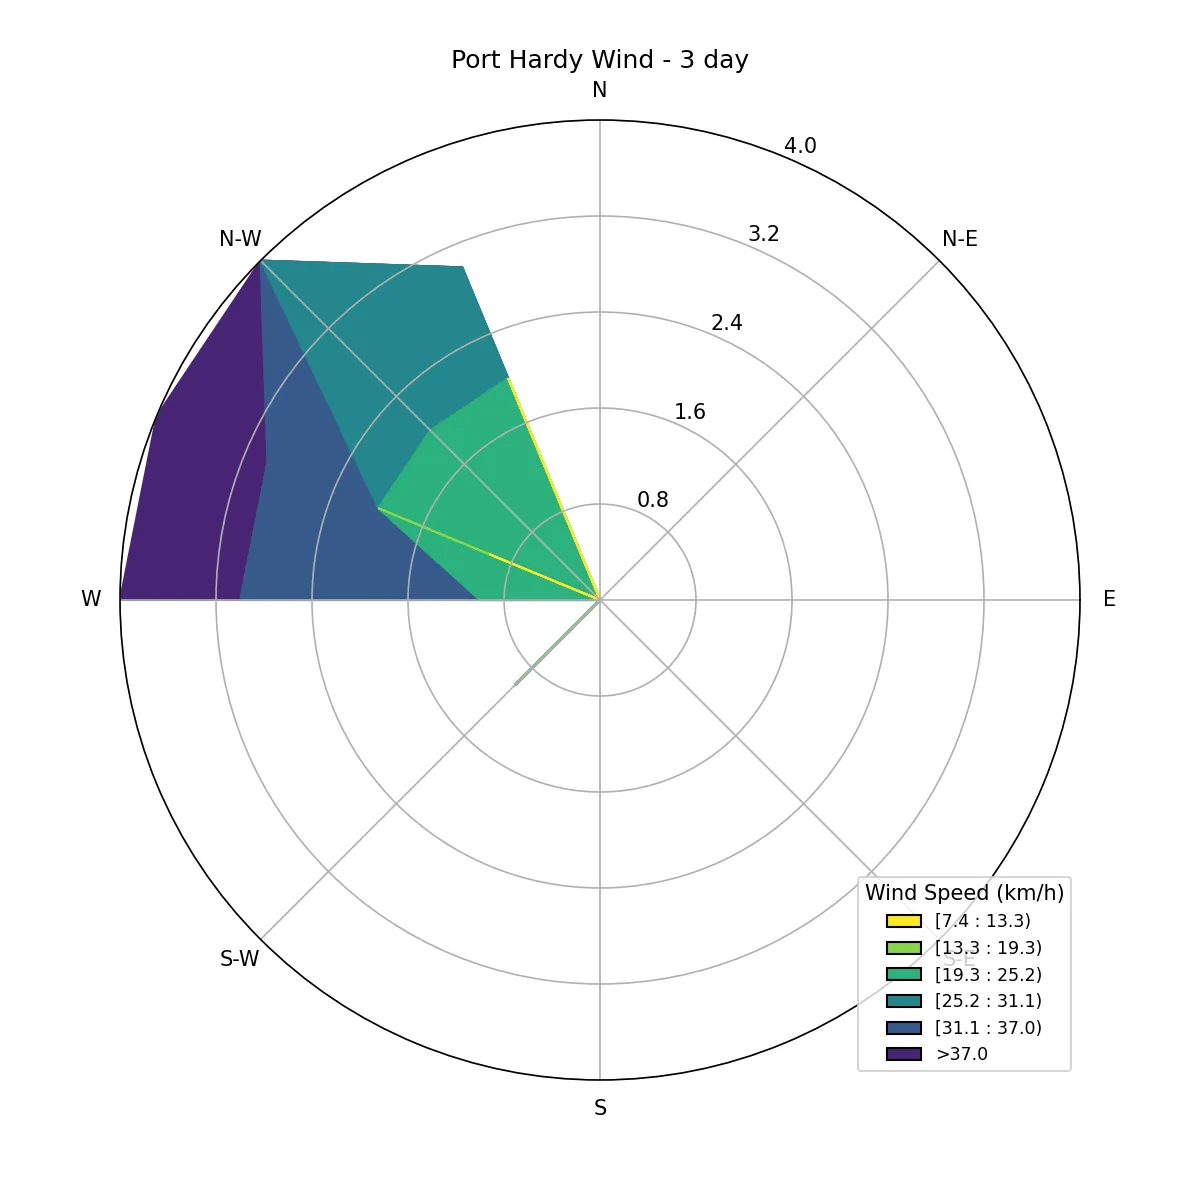 Port Hardy Wind - 3 day
N
4.0
N-W
3.2
N-E
2.4
1.6
0.8
W
E
Wind Speed (km/h)
[7.4 : 13.3)
[13.3 : 19.3)
S-W
S-E
[19.3 : 25.2)
[25.2 : 31.1)
[31.1 : 37.0)
>37.0
S